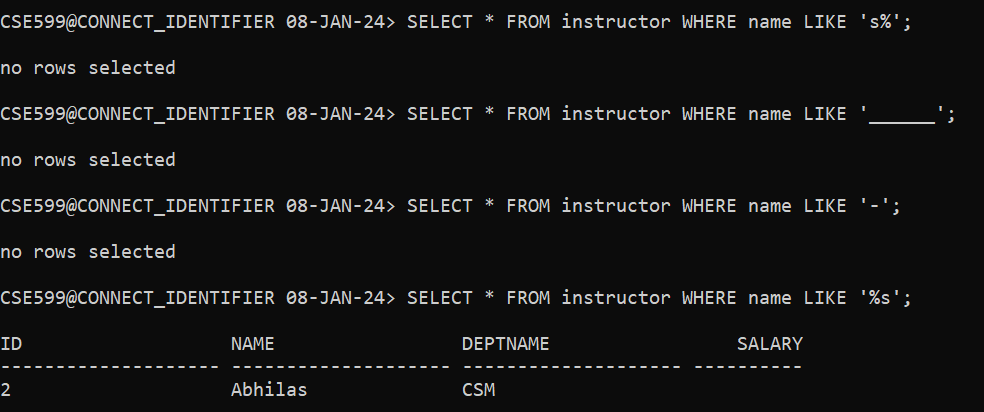 CSE599@CONNECT_IDENTIFIER 08-JAN-24> SELECT * FROM instructor WHERE name LIKE 's%';
no rows selected
CSE599@CONNECT_IDENTIFIER 08-JAN-24> SELECT * FROM instructor WHERE name LIKE '______';
no rows selected
CSE599@CONNECT_IDENTIFIER 08-JAN-24> SELECT * FROM instructor WHERE name LIKE '-';
no rows selected
CSE599@CONNECT_IDENTIFIER 08-JAN-24> SELECT * FROM instructor WHERE name LIKE '%s';
ID                   NAME                 DEPTNAME                 SALARY
-------------------- -------------------- -------------------- ----------
2                    Abhilas              CSM